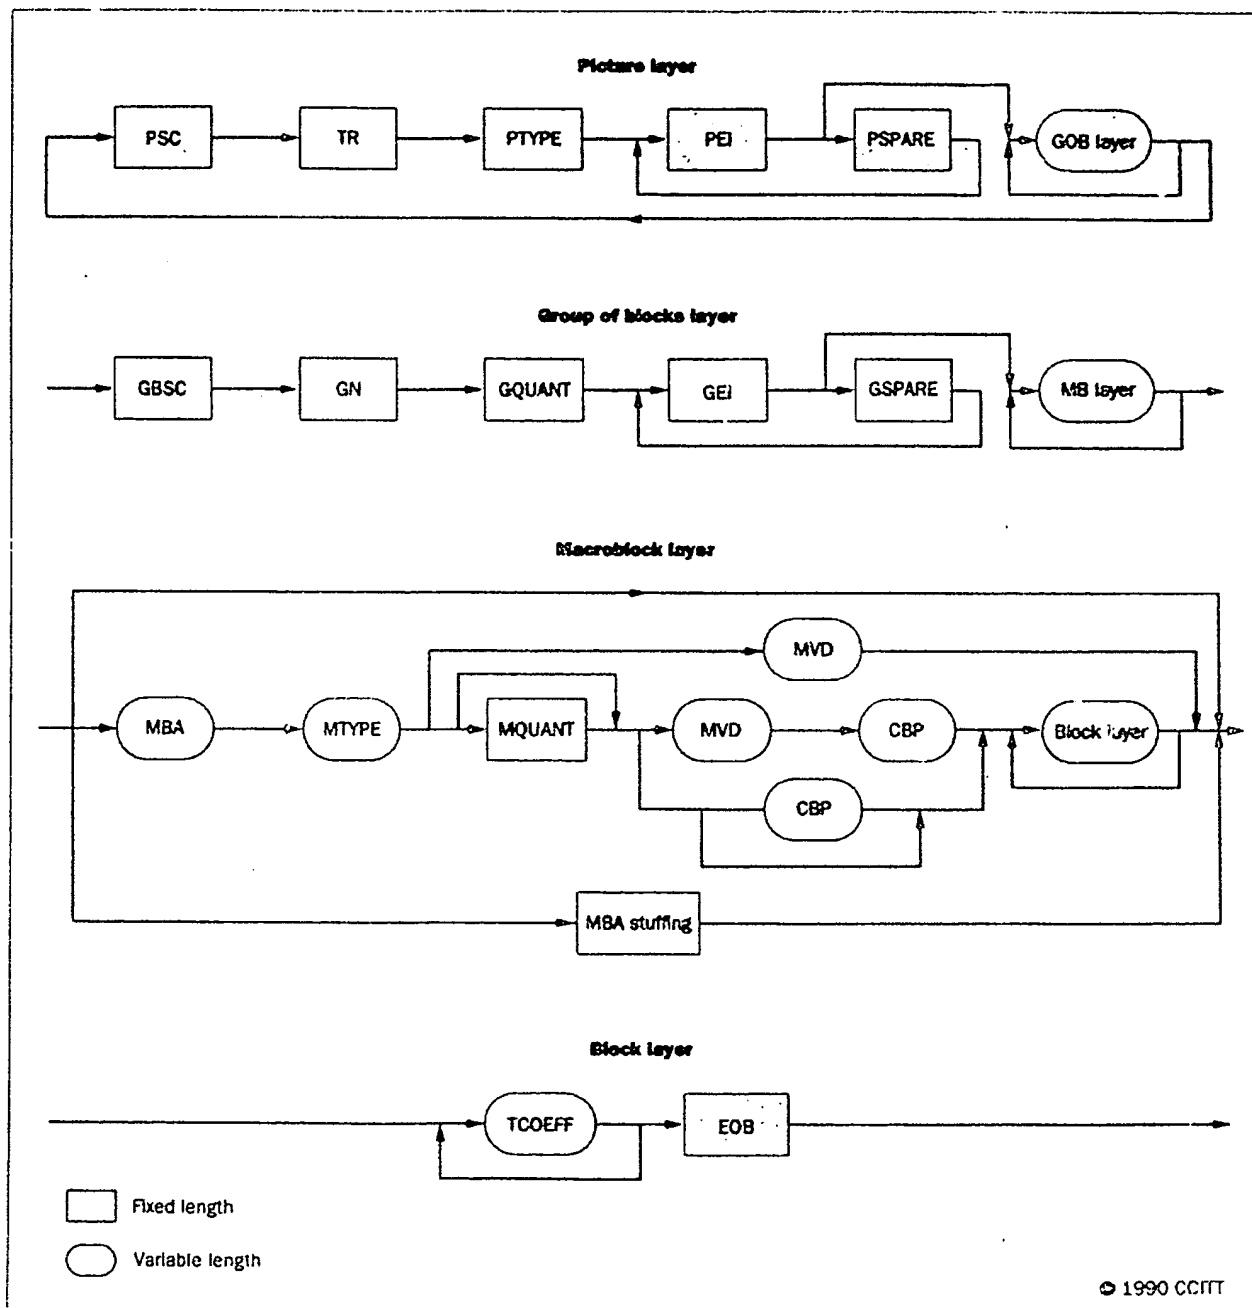 Picture layer
PSC
TR
PTYPE
PEI
PSPARE
GOB layer
Group of blocks layer
GBSC
GN
GQUANT
GEI
GSPARE
MB layer
Macroblock layer
MVD
MBA
MTYPE
MQUANT
MVD
CBP
Block layer
CBP
MBA stuffing
Block layer
TCOEFF
EOB
Fixed length
Variable length
© 1990 CCITT